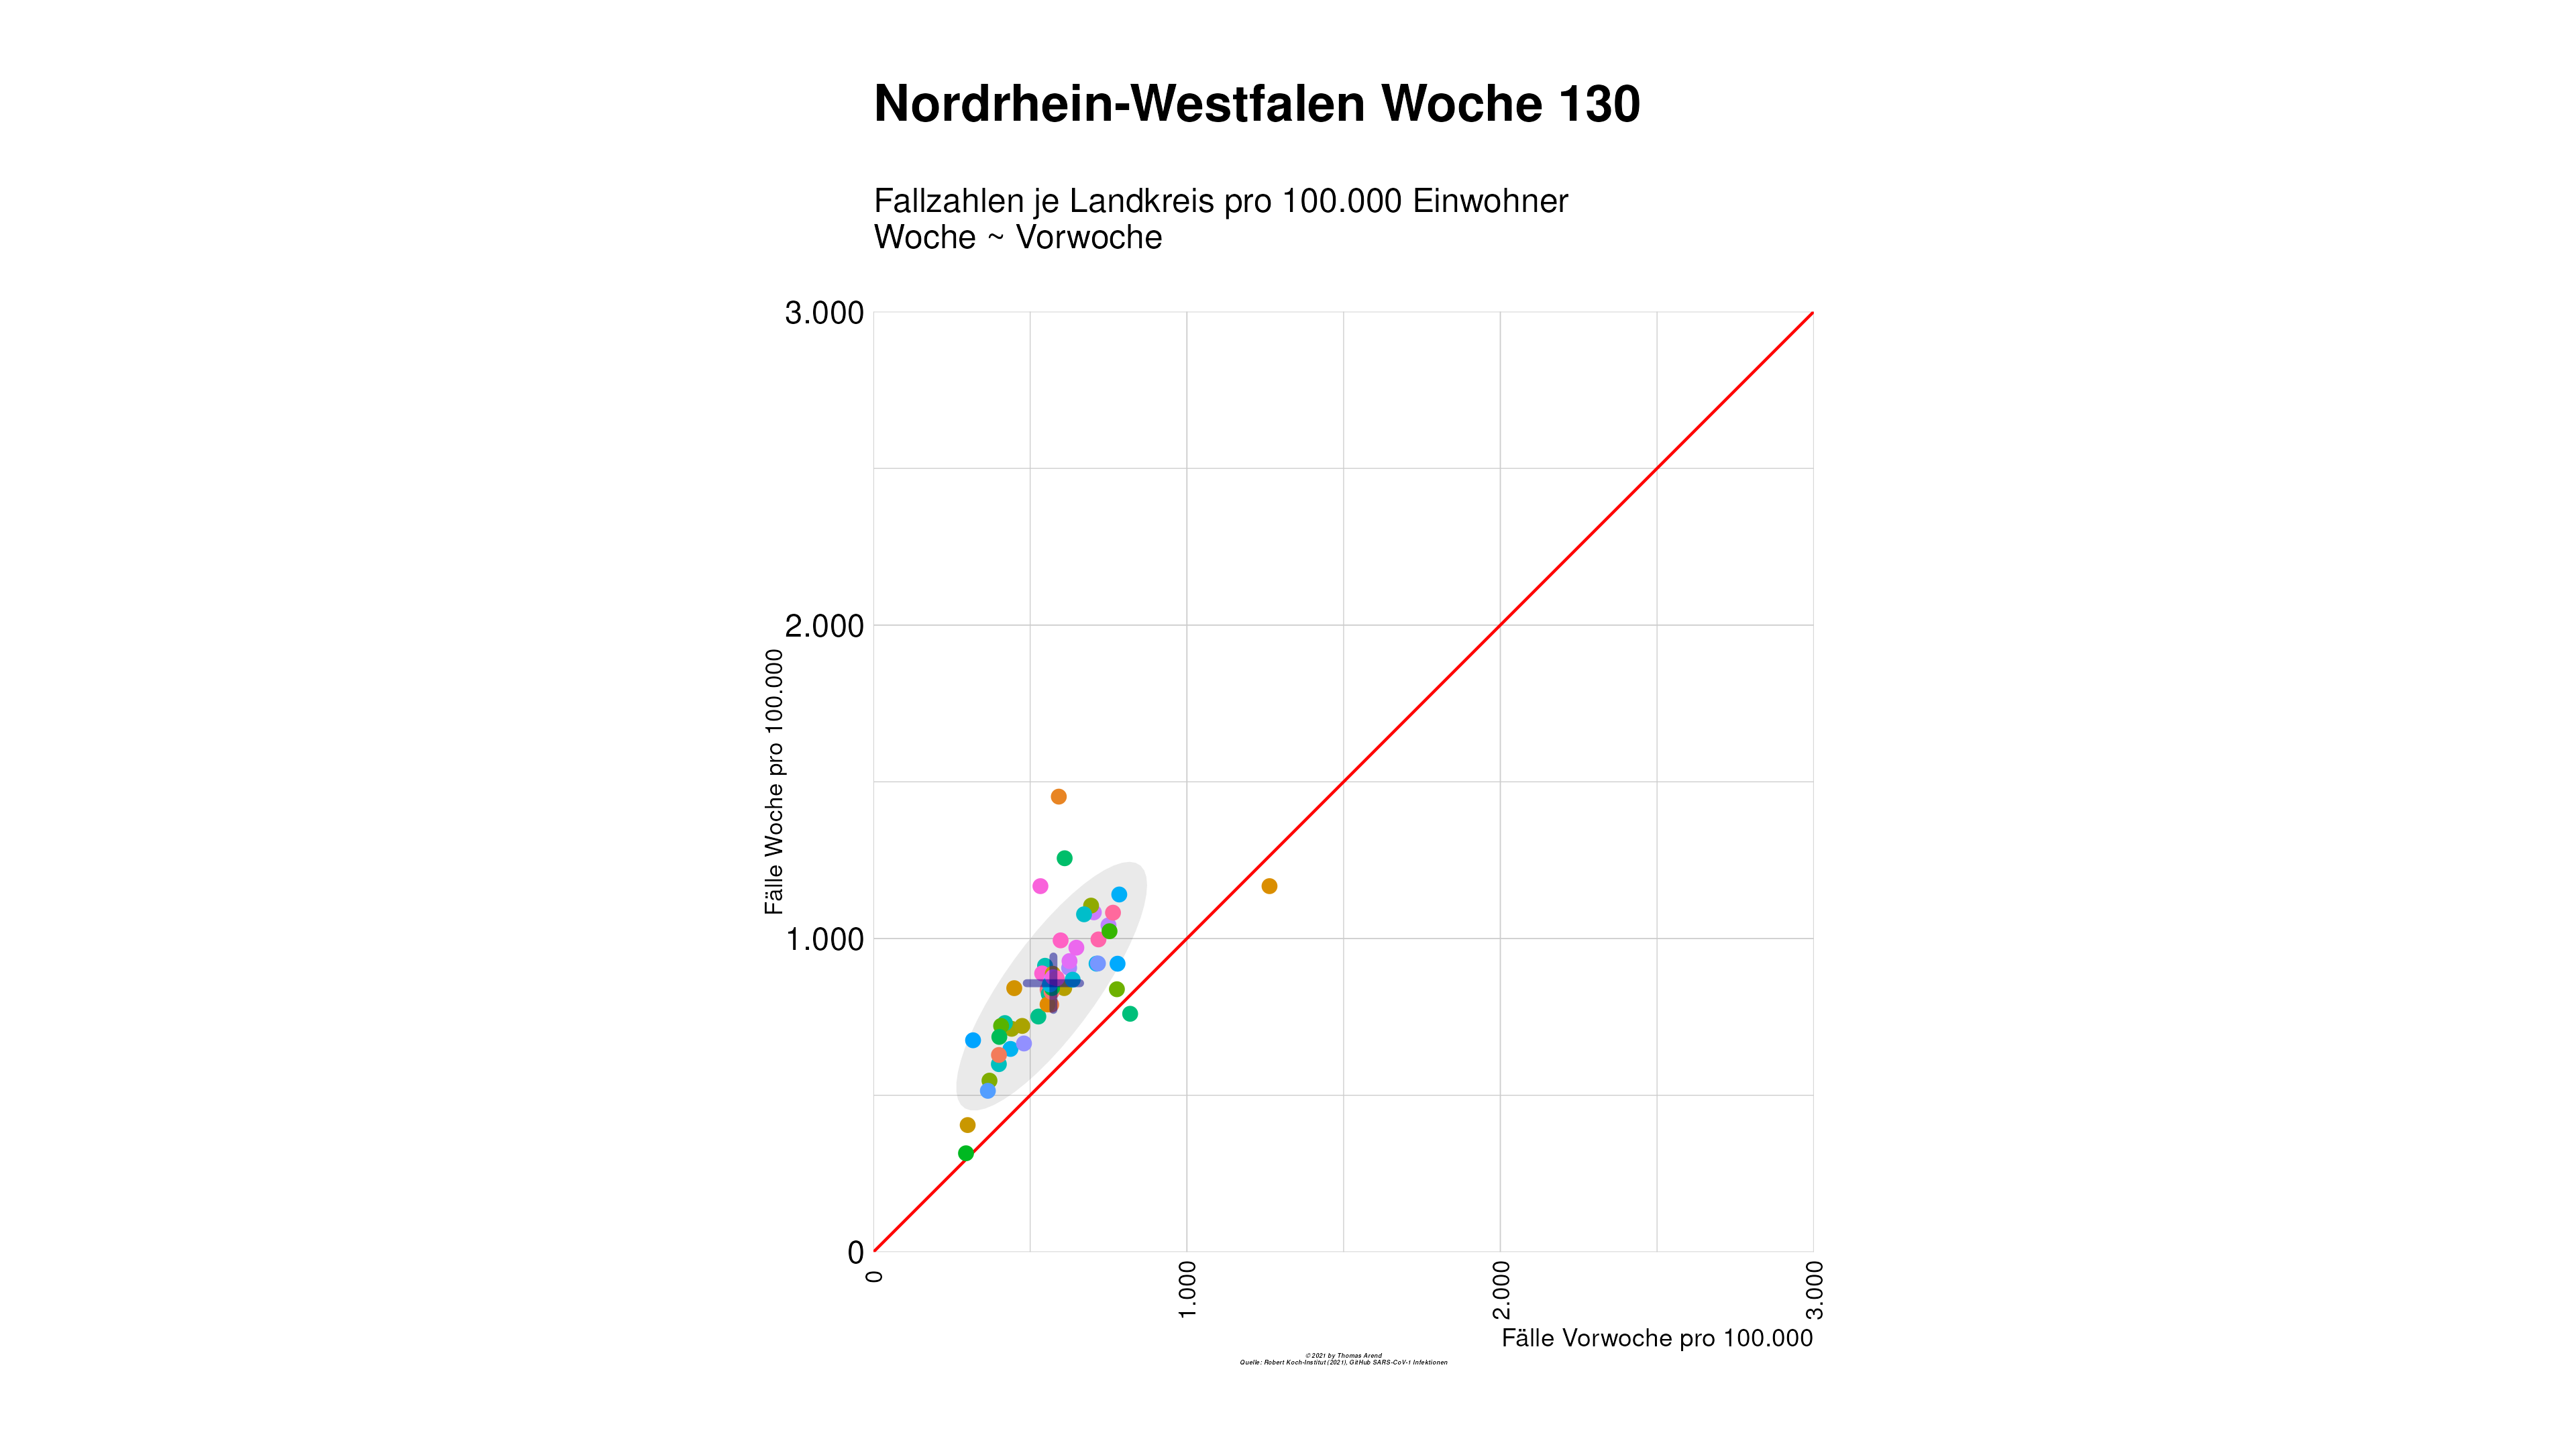 Nordrhein-Westfalen Woche 130
Fallzahlen je Landkreis pro 100.000 Einwohner
Woche ~ Vorwoche
3.000
2.000
1.000
0
Fälle Woche pro 100.000
0
1.000
2.000
3.000
Fälle Vorwoche pro 100.000
© 2021 by Thomas Arend
Quelle: Robert Koch-Institut (2021), GitHub SARS-CoV-1 Infektionen